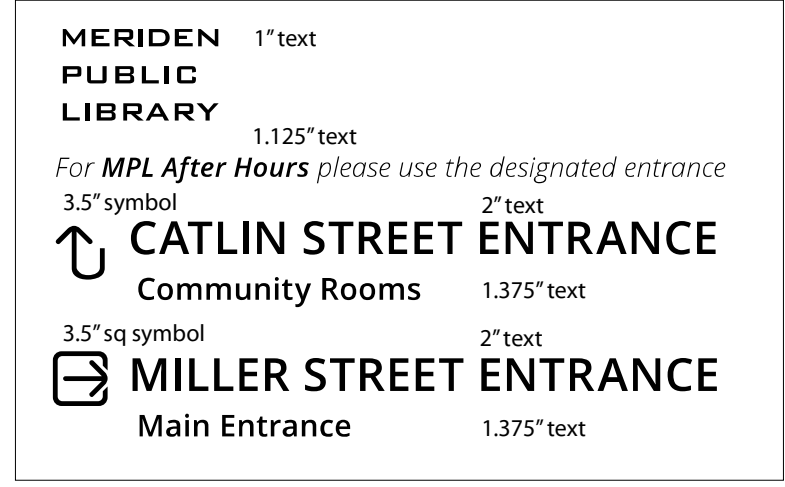 MERIDEN 1” text
PUBLIC
LIBRARY
1.125” text
For MPL After Hours please use the designated entrance
3.5” symbol 2” text
CATLIN STREET ENTRANCE
Community Rooms 1.375” text
3.5” sq symbol 2” text
MILLER STREET ENTRANCE
Main Entrance 1.375” text